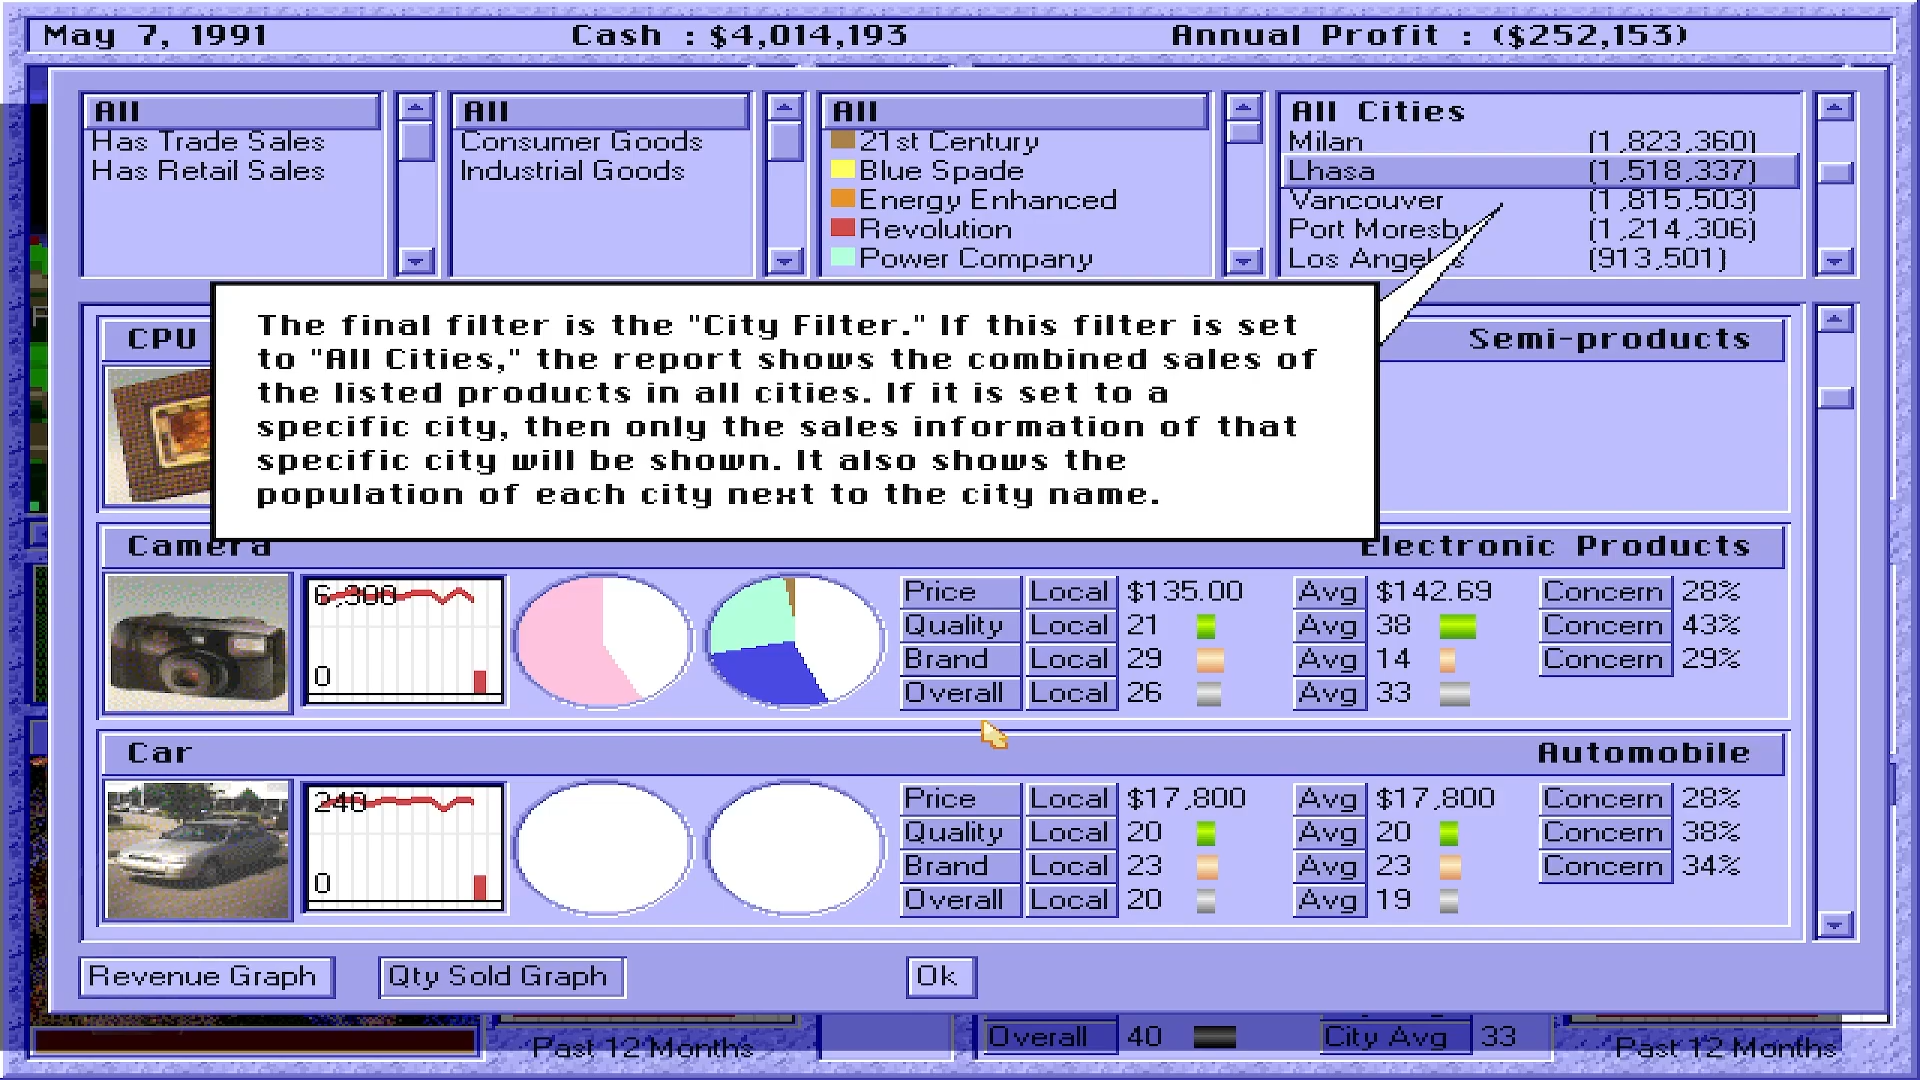 May 7, 1991 Cash : $4,014,193 Annual Profit : ($252,153)
All
Has Trade Sales
Has Retail Sales
All
Consumer Goods
Industrial Goods
All
21st Century
Blue Spade
Energy Enhanced
Revolution
Power Company
All Cities
Milan (1,823,360)
Lhasa (1,518,337)
Vancouver (1,815,503)
Port Moresby (1,214,306)
Los Angeles (913,501)
The final filter is the "City Filter." If this filter is set
to "All Cities," the report shows the combined sales of
the listed products in all cities. If it is set to a
specific city, then only the sales information of that
specific city will be shown. It also shows the
population of each city next to the city name.
CPU Semi-products
Camera Electronic Products
6,300
0
Price Local $135.00 Avg $142.69 Concern 28%
Quality Local 21 Avg 38 Concern 43%
Brand Local 29 Avg 14 Concern 29%
Overall Local 26 Avg 33
Car Automobile
240
0
Price Local $17,800 Avg $17,800 Concern 28%
Quality Local 20 Avg 20 Concern 38%
Brand Local 23 Avg 23 Concern 34%
Overall Local 20 Avg 19
Revenue Graph Qty Sold Graph Ok
Past 12 Months Overall 40 City Avg 33 Past 12 Months